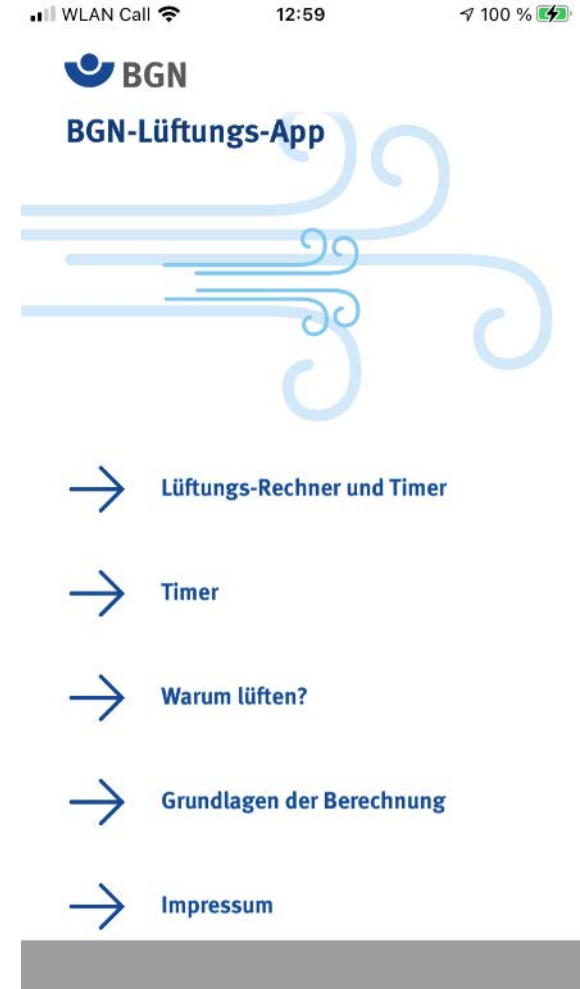 WLAN Call 12:59 100 %
BGN
BGN-Lüftungs-App
Lüftungs-Rechner und Timer
Timer
Warum lüften?
Grundlagen der Berechnung
Impressum